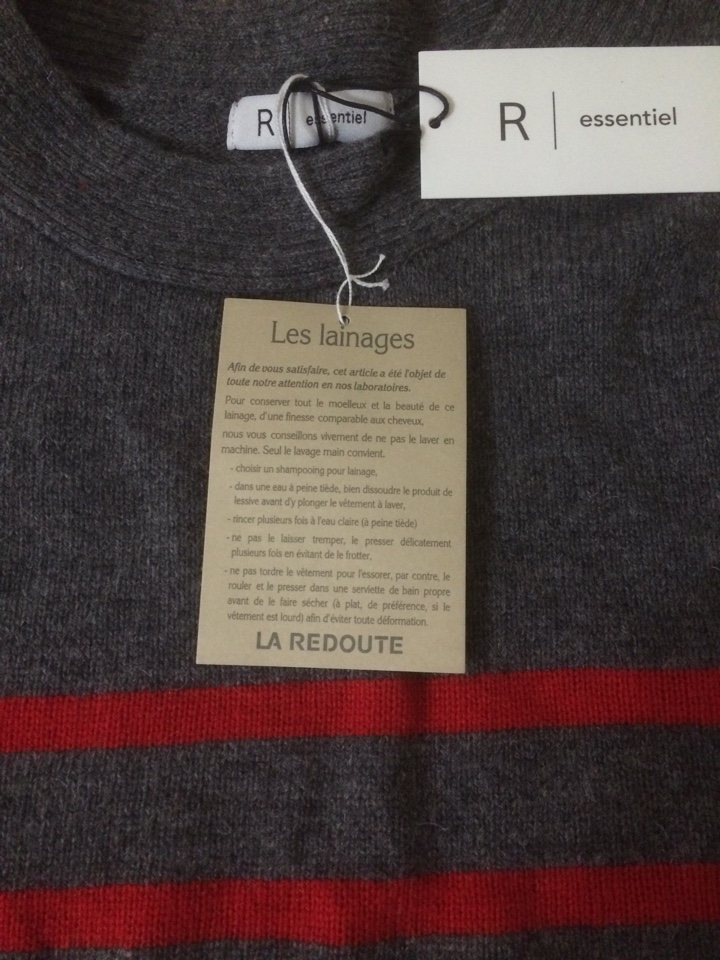 R | essentiel
R | essentiel
Les lainages
Afin de vous satisfaire, cet article a été l'objet de
toute notre attention en nos laboratoires.
Pour conserver tout le moelleux et la beauté de ce
lainage, d'une finesse comparable aux cheveux,
nous vous conseillons vivement de ne pas le laver en
machine. Seul le lavage main convient.
- choisir un shampooing pour lainage,
- dans une eau à peine tiède, bien dissoudre le produit de
lessive avant d'y plonger le vêtement à laver,
- rincer plusieurs fois à l'eau claire (à peine tiède)
- ne pas le laisser tremper, le presser délicatement
plusieurs fois en évitant de le frotter,
- ne pas tordre le vêtement pour l'essorer, par contre, le
rouler et le presser dans une serviette de bain propre
avant de le faire sécher (à plat, de préférence, si le
vêtement est lourd) afin d'éviter toute déformation.
LA REDOUTE